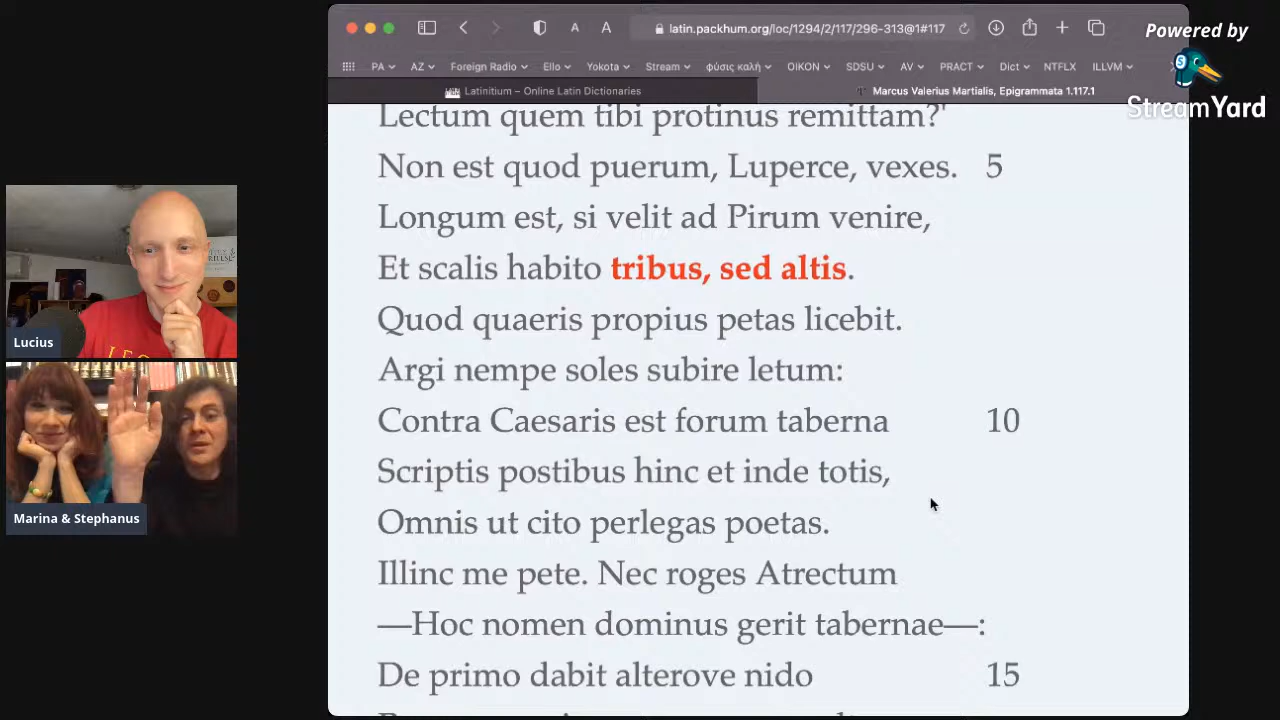 latin.packhum.org/loc/1294/2/117/296-313@1#117
Powered by
StreamYard
PA AZ Foreign Radio Ello Yokota Stream φύσις καλή OIKON SDSU AV PRACT Dict NTFLX ILLVM
Latinitium – Online Latin Dictionaries
Marcus Valerius Martialis, Epigrammata 1.117.1
Lectum quem tibi protinus remittam?'
Non est quod puerum, Luperce, vexes. 5
Longum est, si velit ad Pirum venire,
Et scalis habito tribus, sed altis.
Quod quaeris propius petas licebit.
Argi nempe soles subire letum:
Contra Caesaris est forum taberna 10
Scriptis postibus hinc et inde totis,
Omnis ut cito perlegas poetas.
Illinc me pete. Nec roges Atrectum
—Hoc nomen dominus gerit tabernae—:
De primo dabit alterove nido 15
Lucius
Marina & Stephanus